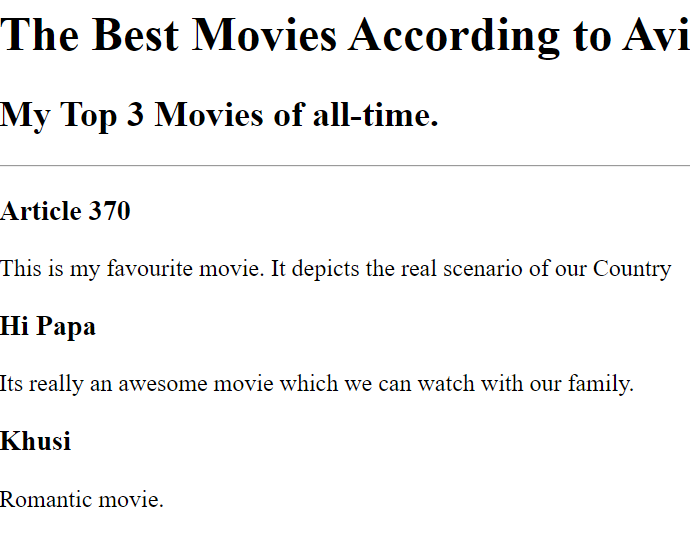 The Best Movies According to Avi
My Top 3 Movies of all-time.
Article 370
This is my favourite movie. It depicts the real scenario of our Country
Hi Papa
Its really an awesome movie which we can watch with our family.
Khusi
Romantic movie.